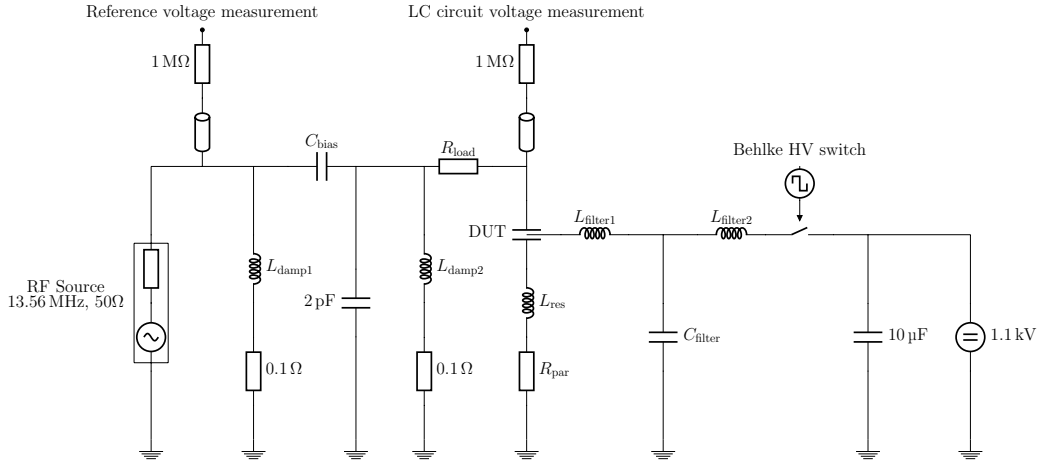 Reference voltage measurement
LC circuit voltage measurement
1 MΩ
1 MΩ
C_bias
R_load
Behlke HV switch
DUT
L_filter1
L_filter2
L_damp1
L_damp2
RF Source
13.56 MHz, 50Ω
2 pF
L_res
C_filter
10 µF
1.1 kV
0.1 Ω
0.1 Ω
R_par